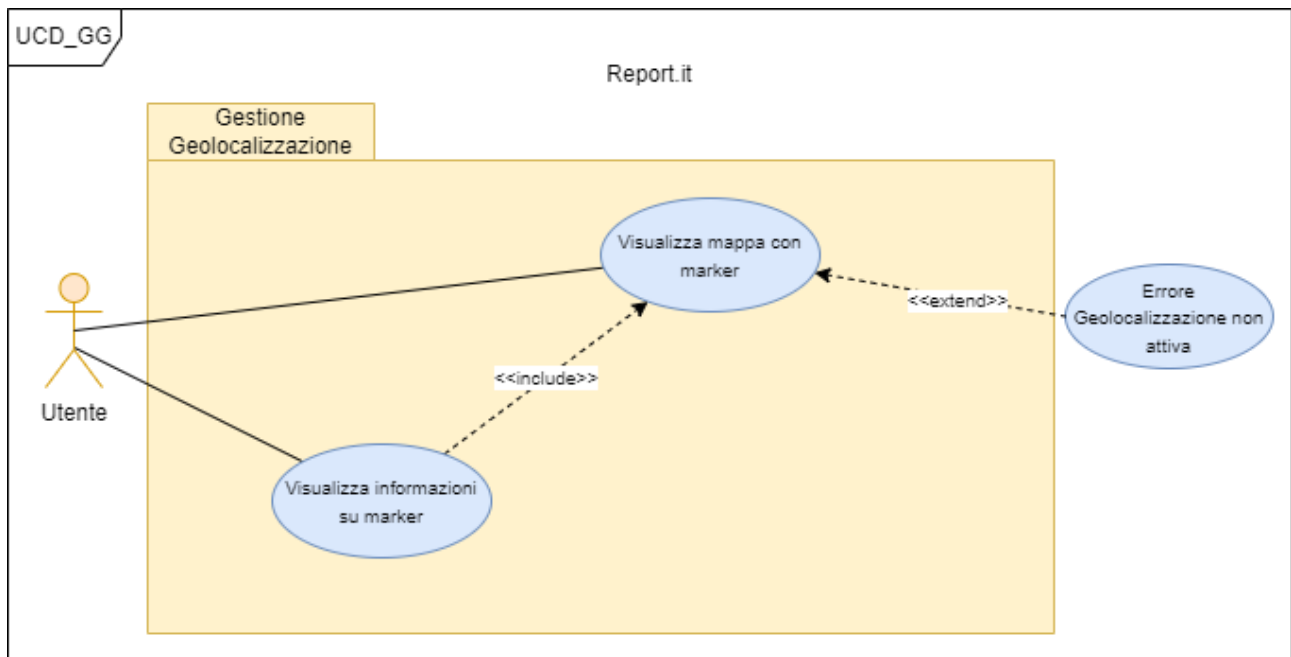 UCD_GG
Report.it
Gestione
Geolocalizzazione
Visualizza mappa con
marker
<<extend>>
Errore
Geolocalizzazione non
attiva
<<include>>
Utente
Visualizza informazioni
su marker